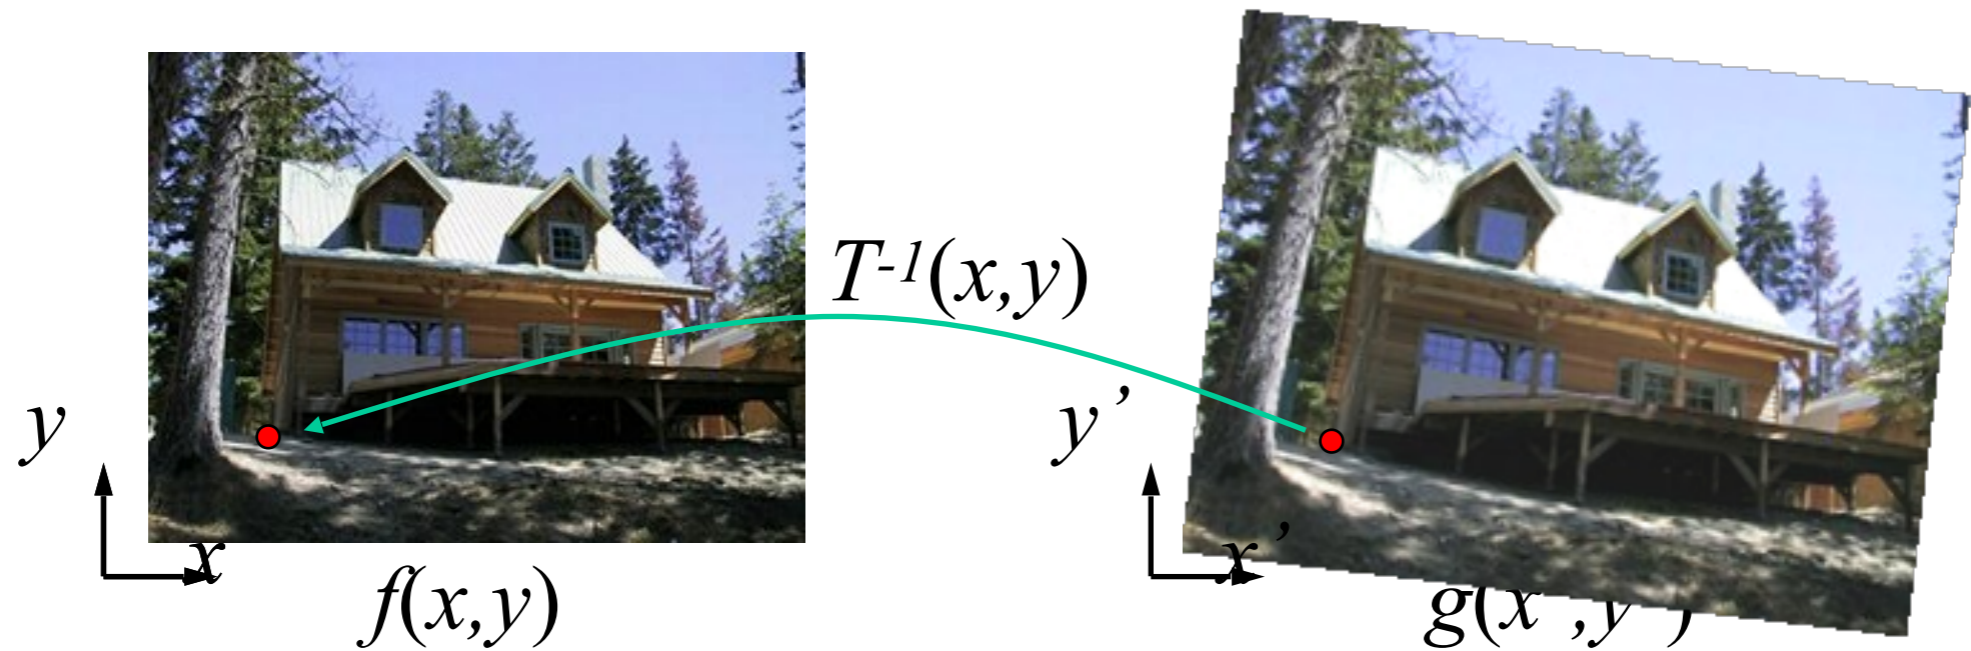 T-1(x,y)
y
y’
x
x’
f(x,y)
g(x’,y’)